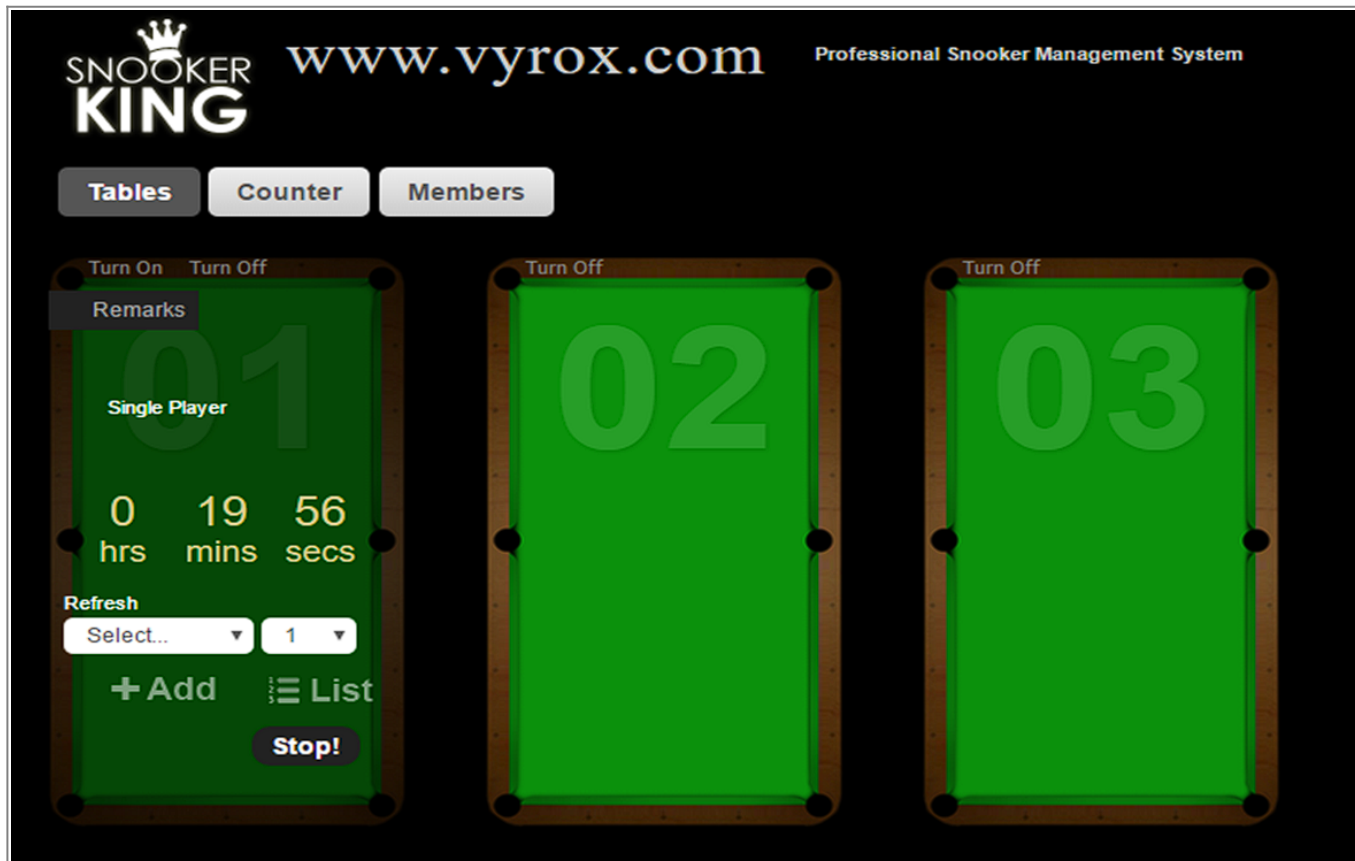 SNOOKER
KING
www.vyrox.com
Professional Snooker Management System
Tables
Counter
Members
Turn On
Turn Off
Remarks
01
Single Player
0 19 56
hrs mins secs
Refresh
Select...
1
Add
List
Stop!
Turn Off
02
Turn Off
03